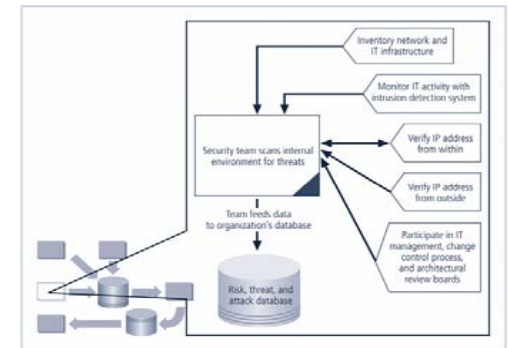 Inventory network and
IT infrastructure
Monitor IT activity with
intrusion detection system
Security team scans internal
environment for threats
Verify IP address
from within
Verify IP address
from outside
Team feeds data
to organization's database
Participate in IT
management, change
control process,
and architectural
review boards
Risk, threat, and
attack database